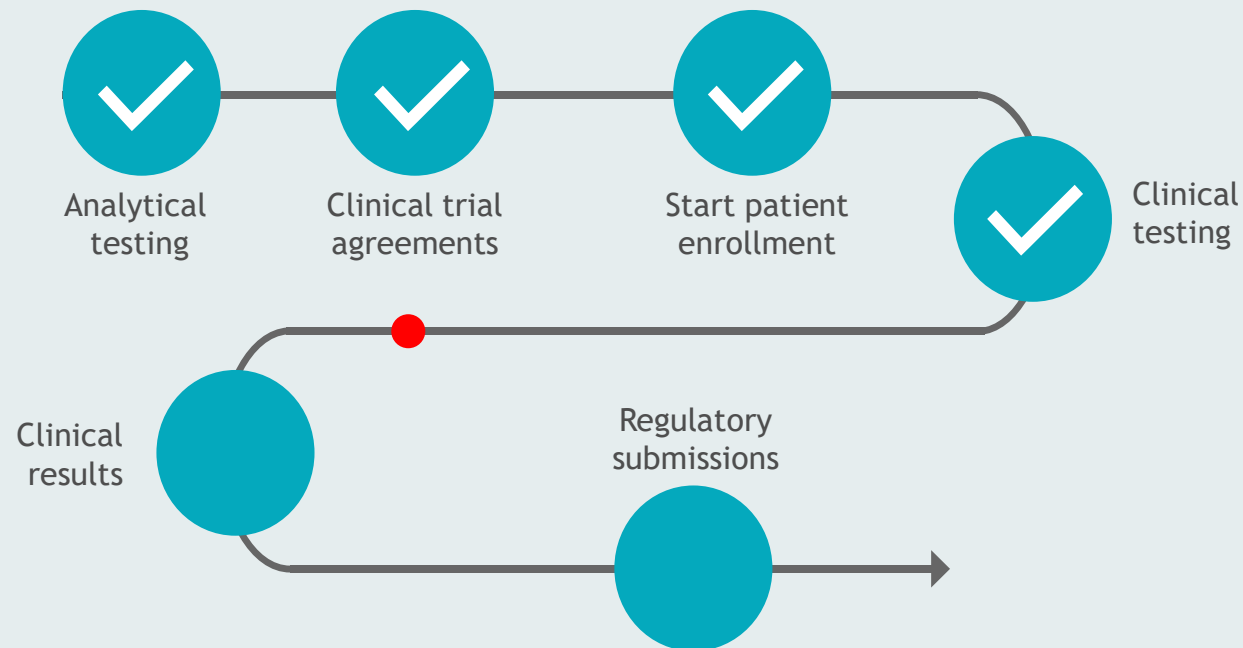 Analytical
testing
Clinical trial
agreements
Start patient
enrollment
Clinical
testing
Clinical
results
Regulatory
submissions